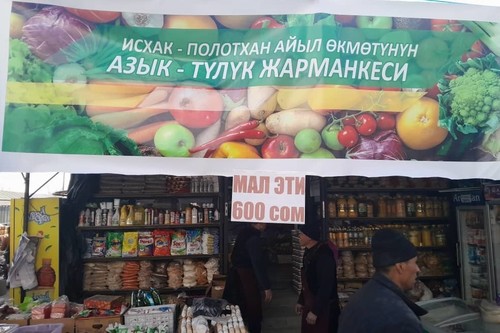 ИСХАК - ПОЛОТХАН АЙЫЛ ӨКМӨТҮНҮН
АЗЫК - ТҮЛҮК ЖАРМАНКЕСИ
МАЛ ЭТИ
600 СОМ